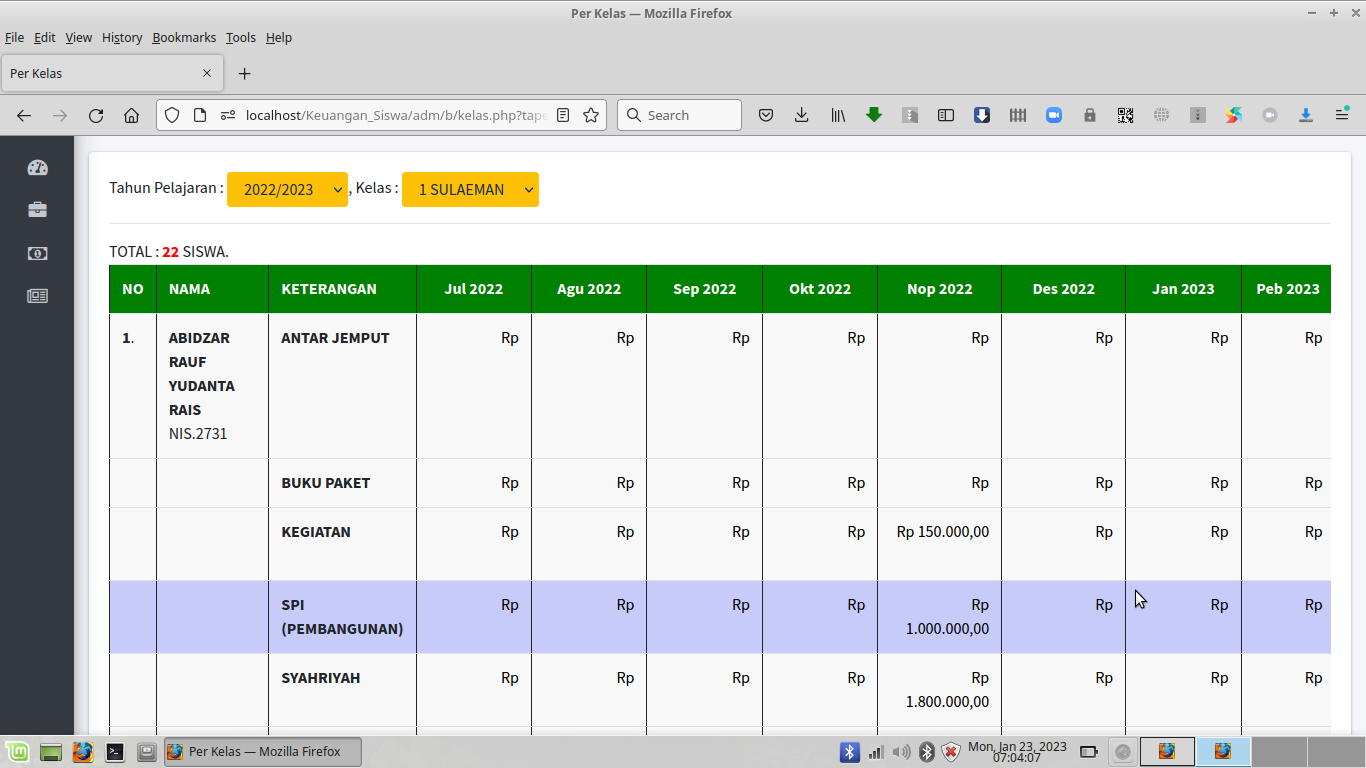 Per Kelas — Mozilla Firefox
File Edit View History Bookmarks Tools Help
Per Kelas
localhost/Keuangan_Siswa/adm/b/kelas.php?tape
Search
Tahun Pelajaran : 2022/2023 , Kelas : 1 SULAEMAN
TOTAL : 22 SISWA.
NO NAMA KETERANGAN Jul 2022 Agu 2022 Sep 2022 Okt 2022 Nop 2022 Des 2022 Jan 2023 Peb 2023
1. ABIDZAR ANTAR JEMPUT Rp Rp Rp Rp Rp Rp Rp Rp
RAUF
YUDANTA
RAIS
NIS.2731
BUKU PAKET Rp Rp Rp Rp Rp Rp Rp Rp
KEGIATAN Rp Rp Rp Rp Rp 150.000,00 Rp Rp Rp
SPI Rp Rp Rp Rp Rp Rp Rp Rp
(PEMBANGUNAN) 1.000.000,00
SYAHRIYAH Rp Rp Rp Rp Rp Rp Rp Rp
1.800.000,00
Per Kelas — Mozilla Firefox
Mon, Jan 23, 2023
07:04:07